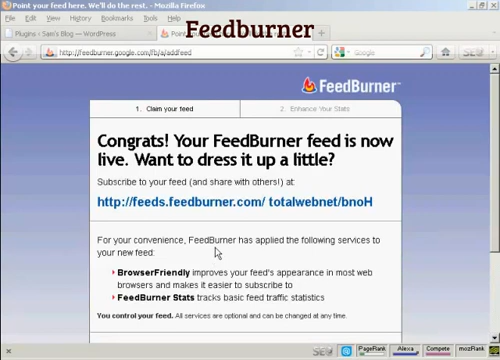 Point your feed here. We'll do the rest. - Mozilla Firefox
File Edit View History Bookmarks Tools Help
Feedburner
Plugins ‹ Sam's Blog — WordPress
http://feedburner.google.com/fb/a/addfeed
Google
FeedBurner
1. Claim your feed
2. Enhance Your Stats
Congrats! Your FeedBurner feed is now
live. Want to dress it up a little?
Subscribe to your feed (and share with others!) at:
http://feeds.feedburner.com/ totalwebnet/bnoH
For your convenience, FeedBurner has applied the following services to
your new feed:
BrowserFriendly improves your feed's appearance in most web
browsers and makes it easier to subscribe to
FeedBurner Stats tracks basic feed traffic statistics
You control your feed. All services are optional and can be changed at any time.
PageRank
Alexa
Compete
mozRank